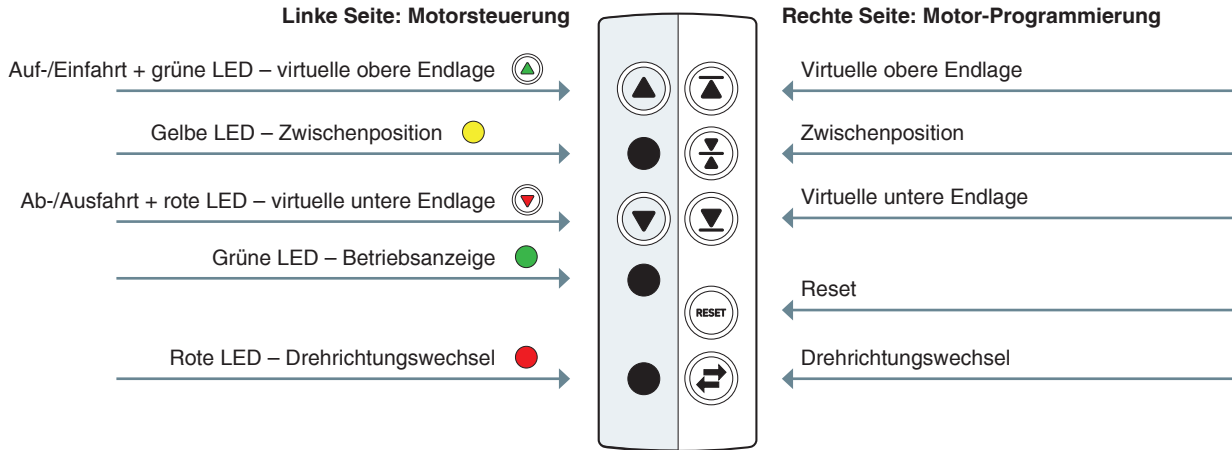 Linke Seite: Motorsteuerung
Rechte Seite: Motor-Programmierung
Auf-/Einfahrt + grüne LED – virtuelle obere Endlage
Virtuelle obere Endlage
Gelbe LED – Zwischenposition
Zwischenposition
Ab-/Ausfahrt + rote LED – virtuelle untere Endlage
Virtuelle untere Endlage
Grüne LED – Betriebsanzeige
Reset
RESET
Rote LED – Drehrichtungswechsel
Drehrichtungswechsel